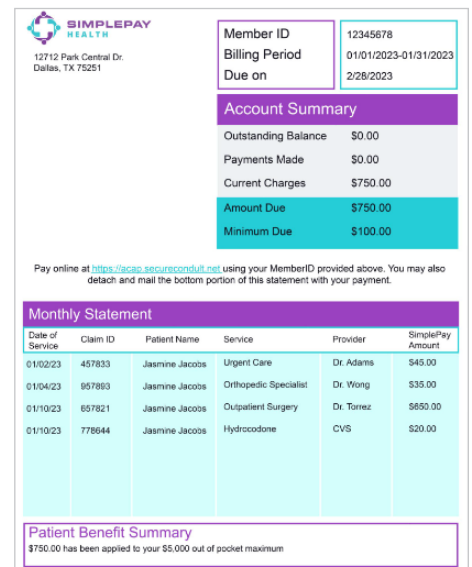 SIMPLEPAY
HEALTH
12712 Park Central Dr.
Dallas, TX 75251
Member ID 12345678
Billing Period 01/01/2023-01/31/2023
Due on 2/28/2023
Account Summary
Outstanding Balance $0.00
Payments Made $0.00
Current Charges $750.00
Amount Due $750.00
Minimum Due $100.00
Pay online at https://acap.secureconduit.net using your MemberID provided above. You may also
detach and mail the bottom portion of this statement with your payment.
Monthly Statement
Date of Service Claim ID Patient Name Service Provider SimplePay Amount
01/02/23 457833 Jasmine Jacobs Urgent Care Dr. Adams $45.00
01/04/23 957893 Jasmine Jacobs Orthopedic Specialist Dr. Wong $35.00
01/10/23 657821 Jasmine Jacobs Outpatient Surgery Dr. Torrez $650.00
01/10/23 778644 Jasmine Jacobs Hydrocodone CVS $20.00
Patient Benefit Summary
$750.00 has been applied to your $5,000 out of pocket maximum